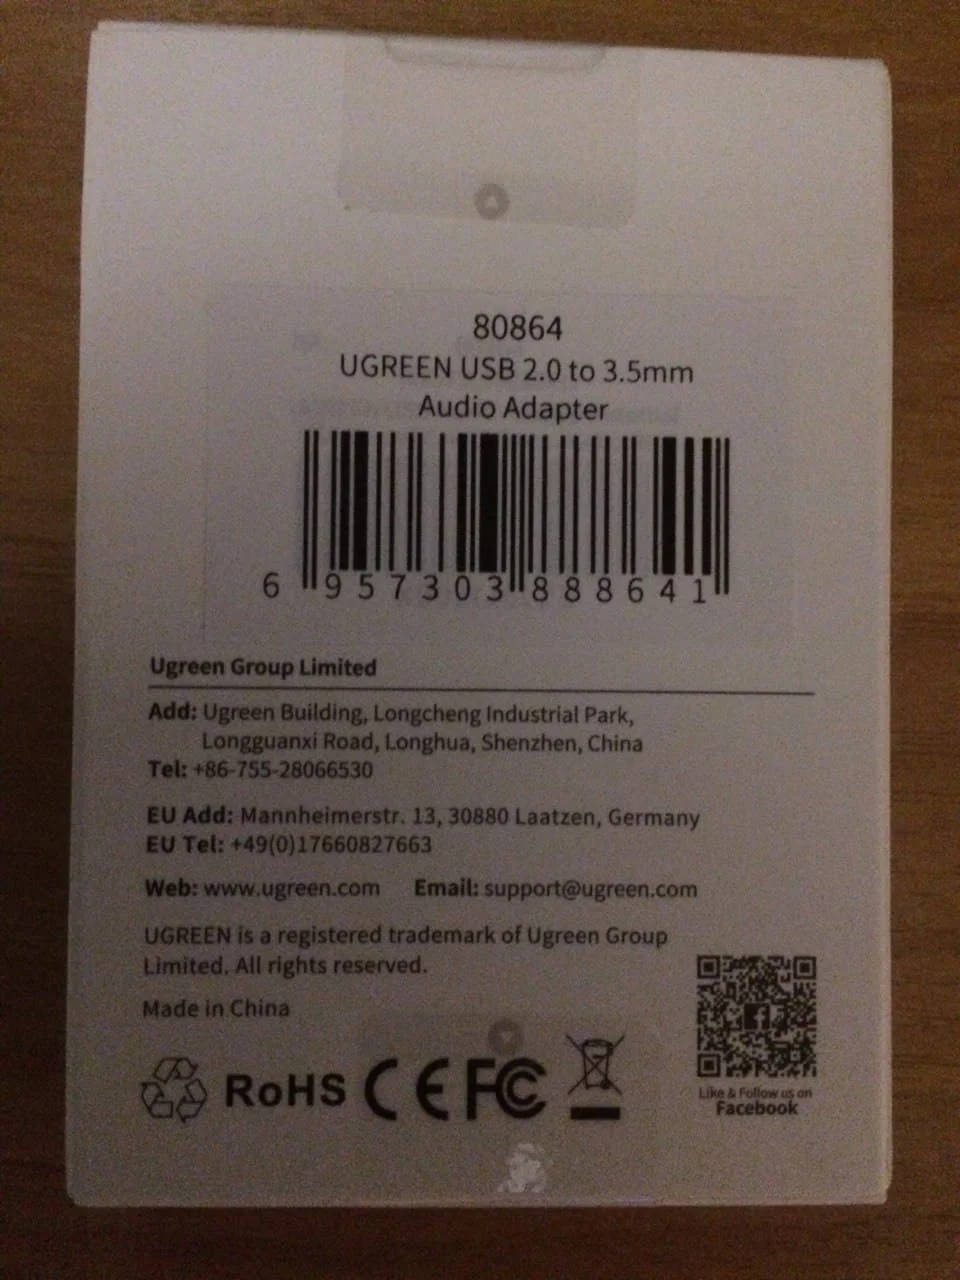 80864
UGREEN USB 2.0 to 3.5mm
Audio Adapter
6 957303 888641
Ugreen Group Limited
Add: Ugreen Building, Longcheng Industrial Park,
Longguanxi Road, Longhua, Shenzhen, China
Tel: +86-755-28066530
EU Add: Mannheimerstr. 13, 30880 Laatzen, Germany
EU Tel: +49(0)17660827663
Web: www.ugreen.com Email: support@ugreen.com
UGREEN is a registered trademark of Ugreen Group
Limited. All rights reserved.
Made in China
RoHS CE FC
Like & Follow us on
Facebook